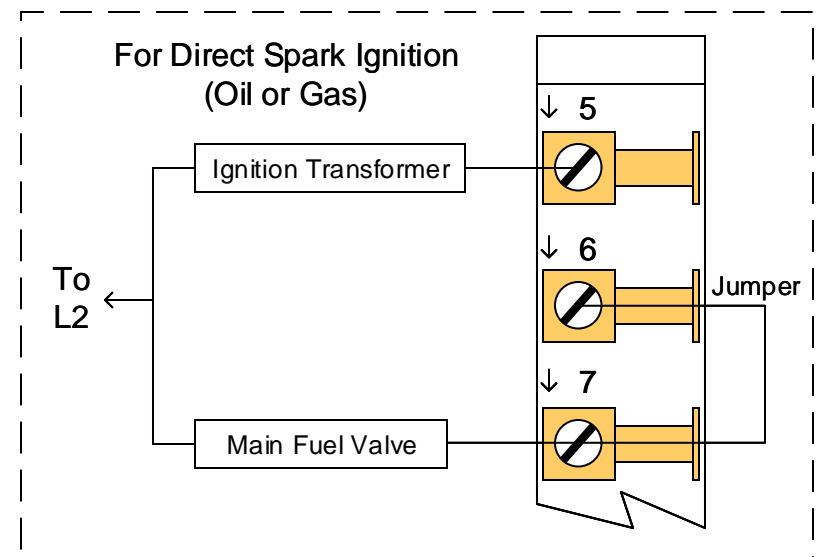 For Direct Spark Ignition
(Oil or Gas)
↓ 5
Ignition Transformer
↓ 6
To
L2
Jumper
↓ 7
Main Fuel Valve